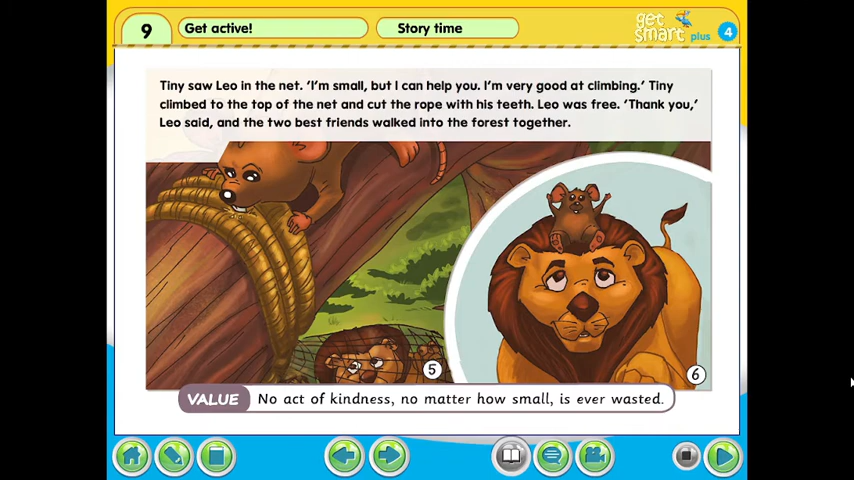 9
Get active!
Story time
get
smart
plus
4
Tiny saw Leo in the net. 'I'm small, but I can help you. I'm very good at climbing.' Tiny
climbed to the top of the net and cut the rope with his teeth. Leo was free. 'Thank you,'
Leo said, and the two best friends walked into the forest together.
5
6
VALUE
No act of kindness, no matter how small, is ever wasted.